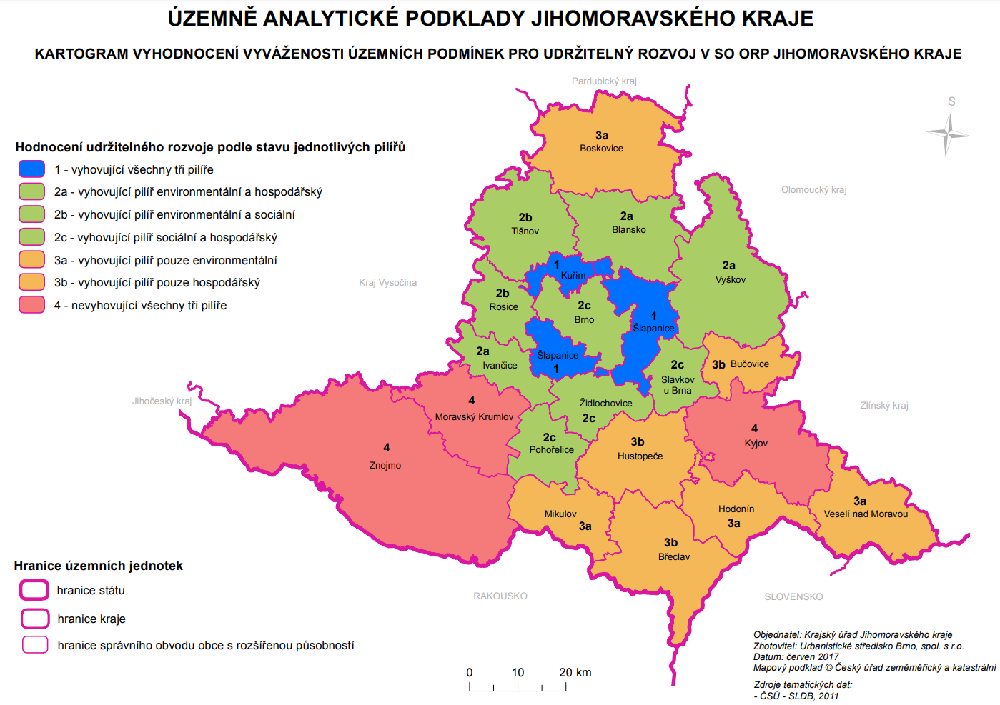 ÚZEMNĚ ANALYTICKÉ PODKLADY JIHOMORAVSKÉHO KRAJE
KARTOGRAM VYHODNOCENÍ VYVÁŽENOSTI ÚZEMNÍCH PODMÍNEK PRO UDRŽITELNÝ ROZVOJ V SO ORP JIHOMORAVSKÉHO KRAJE
Pardubický kraj
S
Hodnocení udržitelného rozvoje podle stavu jednotlivých pilířů
1 - vyhovující všechny tři pilíře
2a - vyhovující pilíř environmentální a hospodářský
2b - vyhovující pilíř environmentální a sociální
2c - vyhovující pilíř sociální a hospodářský
3a - vyhovující pilíř pouze environmentální
3b - vyhovující pilíř pouze hospodářský
4 - nevyhovující všechny tři pilíře
3a
Boskovice
Olomoucký kraj
2b
Tišnov
2a
Blansko
2a
Vyškov
1
Kuřim
Kraj Vysočina
2b
Rosice
2c
Brno
1
Šlapanice
2a
Ivančice
Šlapanice
1
2c
Slavkov
u Brna
3b Bučovice
Jihočeský kraj
Zlínský kraj
4
Moravský Krumlov
Židlochovice
2c
2c
Pohořelice
4
Znojmo
3b
Hustopeče
4
Kyjov
Mikulov
3a
Hodonín
3a
3a
Veselí nad Moravou
3b
Břeclav
RAKOUSKO
SLOVENSKO
Hranice územních jednotek
hranice státu
hranice kraje
hranice správního obvodu obce s rozšířenou působností
0 10 20 km
Objednatel: Krajský úřad Jihomoravského kraje
Zhotovitel: Urbanistické středisko Brno, spol. s r.o.
Datum: červen 2017
Mapový podklad © Český úřad zeměměřický a katastrální
Zdroje tematických dat:
- ČSÚ - SLDB, 2011